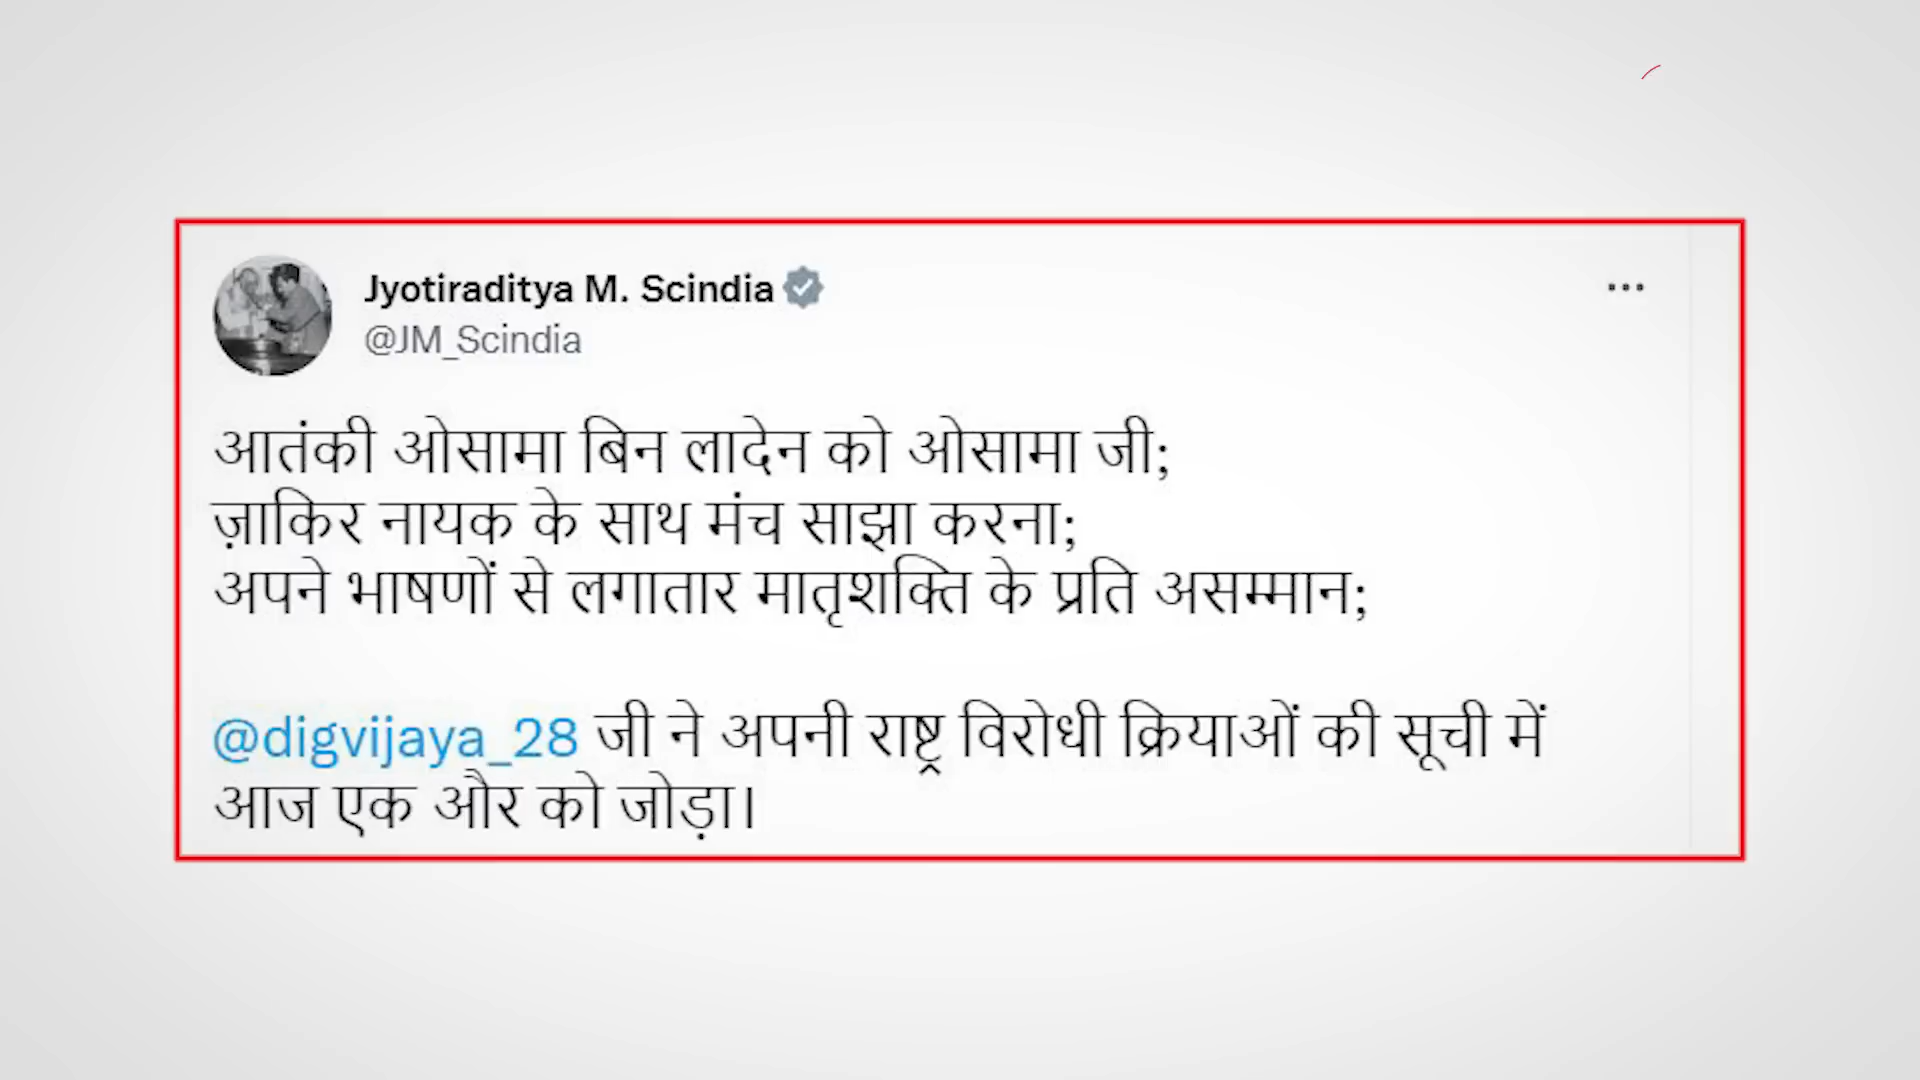 Jyotiraditya M. Scindia
@JM_Scindia
आतंकी ओसामा बिन लादेन को ओसामा जी;
ज़ाकिर नायक के साथ मंच साझा करना;
अपने भाषणों से लगातार मातृशक्ति के प्रति असम्मान;
@digvijaya_28 जी ने अपनी राष्ट्र विरोधी क्रियाओं की सूची में
आज एक और को जोड़ा।